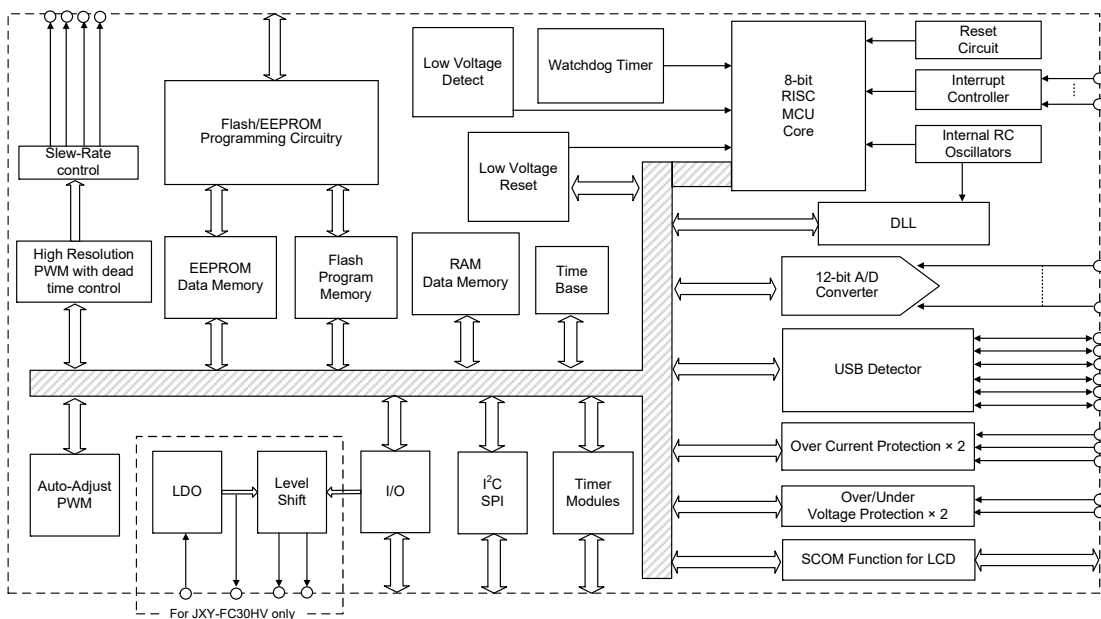 Low Voltage
Detect
Watchdog Timer
8-bit
RISC
MCU
Core
Reset
Circuit
Interrupt
Controller
Internal RC
Oscillators
Flash/EEPROM
Programming Circuitry
Slew-Rate
control
Low Voltage
Reset
DLL
High Resolution
PWM with dead
time control
EEPROM
Data Memory
Flash
Program
Memory
RAM
Data Memory
Time
Base
12-bit A/D
Converter
USB Detector
Auto-Adjust
PWM
LDO
Level
Shift
I/O
I²C
SPI
Timer
Modules
Over Current Protection × 2
Over/Under
Voltage Protection × 2
SCOM Function for LCD
For JXY-FC30HV only